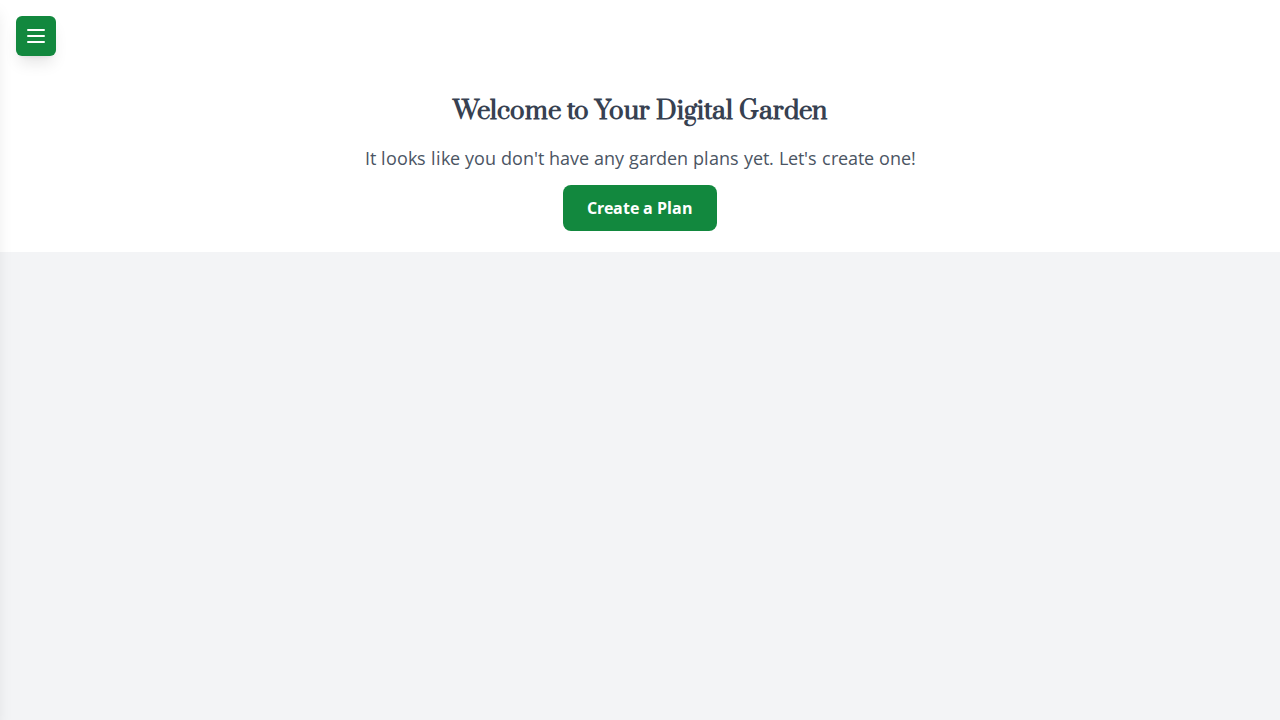 Welcome to Your Digital Garden
It looks like you don't have any garden plans yet. Let's create one!
Create a Plan